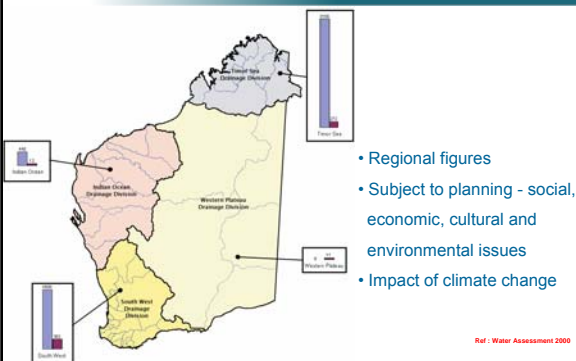 Timor Sea
Drainage Division
Timor Sea
Indian Ocean
Indian Ocean
Drainage Division
Western Plateau
Drainage Division
Western Plateau
South West
Drainage
Division
South West
• Regional figures
• Subject to planning - social,
economic, cultural and
environmental issues
• Impact of climate change
Ref : Water Assessment 2000